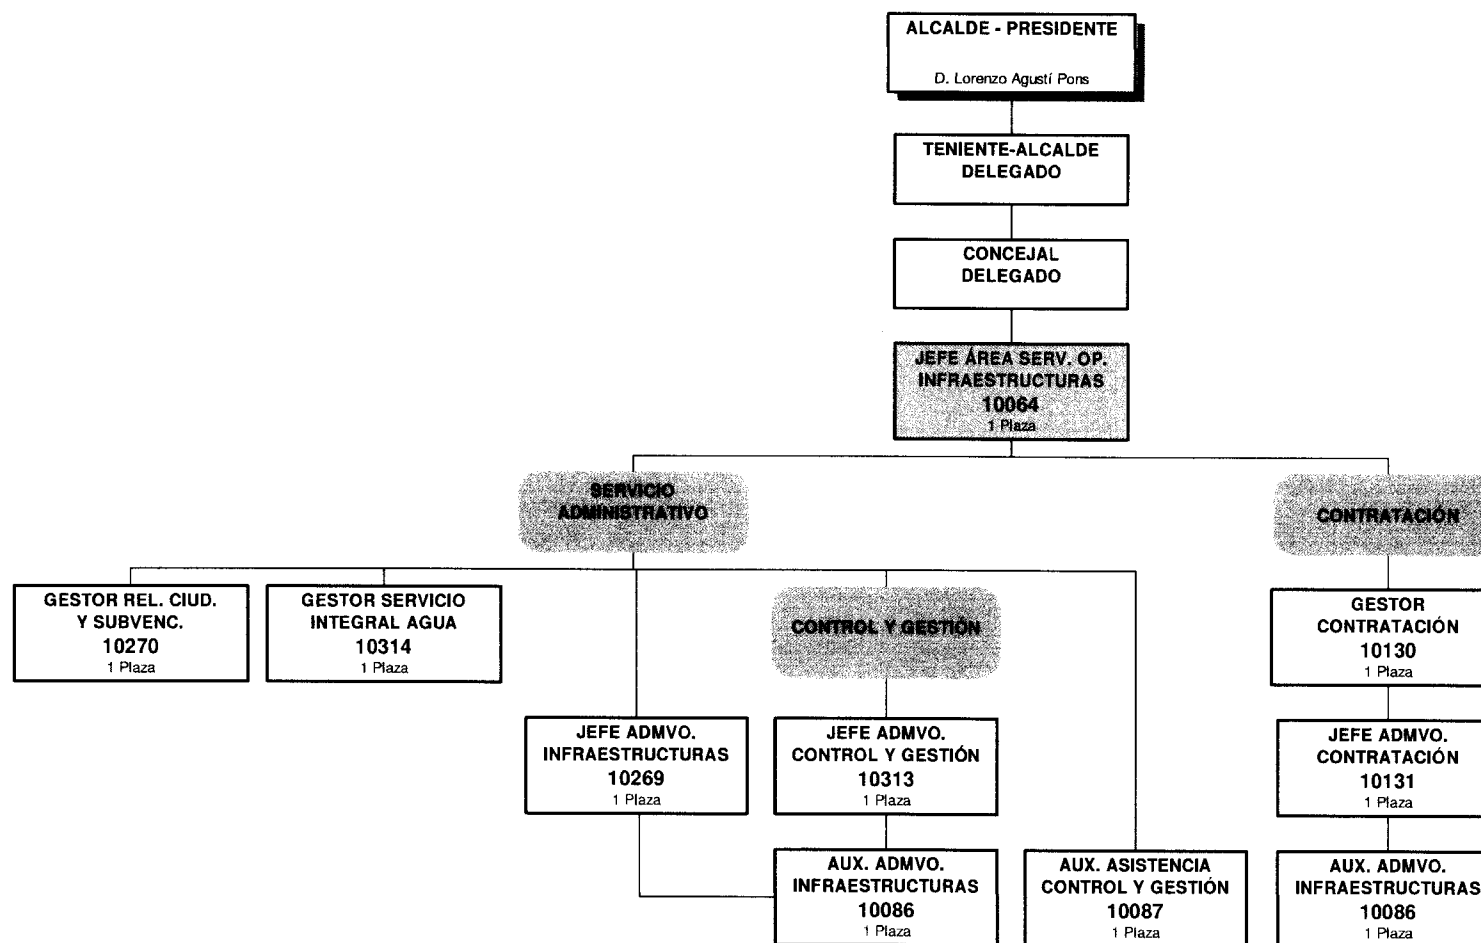 ALCALDE - PRESIDENTE
D. Lorenzo Agustí Pons
TENIENTE-ALCALDE
DELEGADO
CONCEJAL
DELEGADO
JEFE ÁREA SERV. OP.
INFRAESTRUCTURAS
10064
1 Plaza
SERVICIO
ADMINISTRATIVO
CONTRATACIÓN
GESTOR REL. CIUD.
Y SUBVENC.
10270
1 Plaza
GESTOR SERVICIO
INTEGRAL AGUA
10314
1 Plaza
CONTROL Y GESTIÓN
GESTOR
CONTRATACIÓN
10130
1 Plaza
JEFE ADMVO.
INFRAESTRUCTURAS
10269
1 Plaza
JEFE ADMVO.
CONTROL Y GESTIÓN
10313
1 Plaza
JEFE ADMVO.
CONTRATACIÓN
10131
1 Plaza
AUX. ADMVO.
INFRAESTRUCTURAS
10086
1 Plaza
AUX. ASISTENCIA
CONTROL Y GESTIÓN
10087
1 Plaza
AUX. ADMVO.
INFRAESTRUCTURAS
10086
1 Plaza